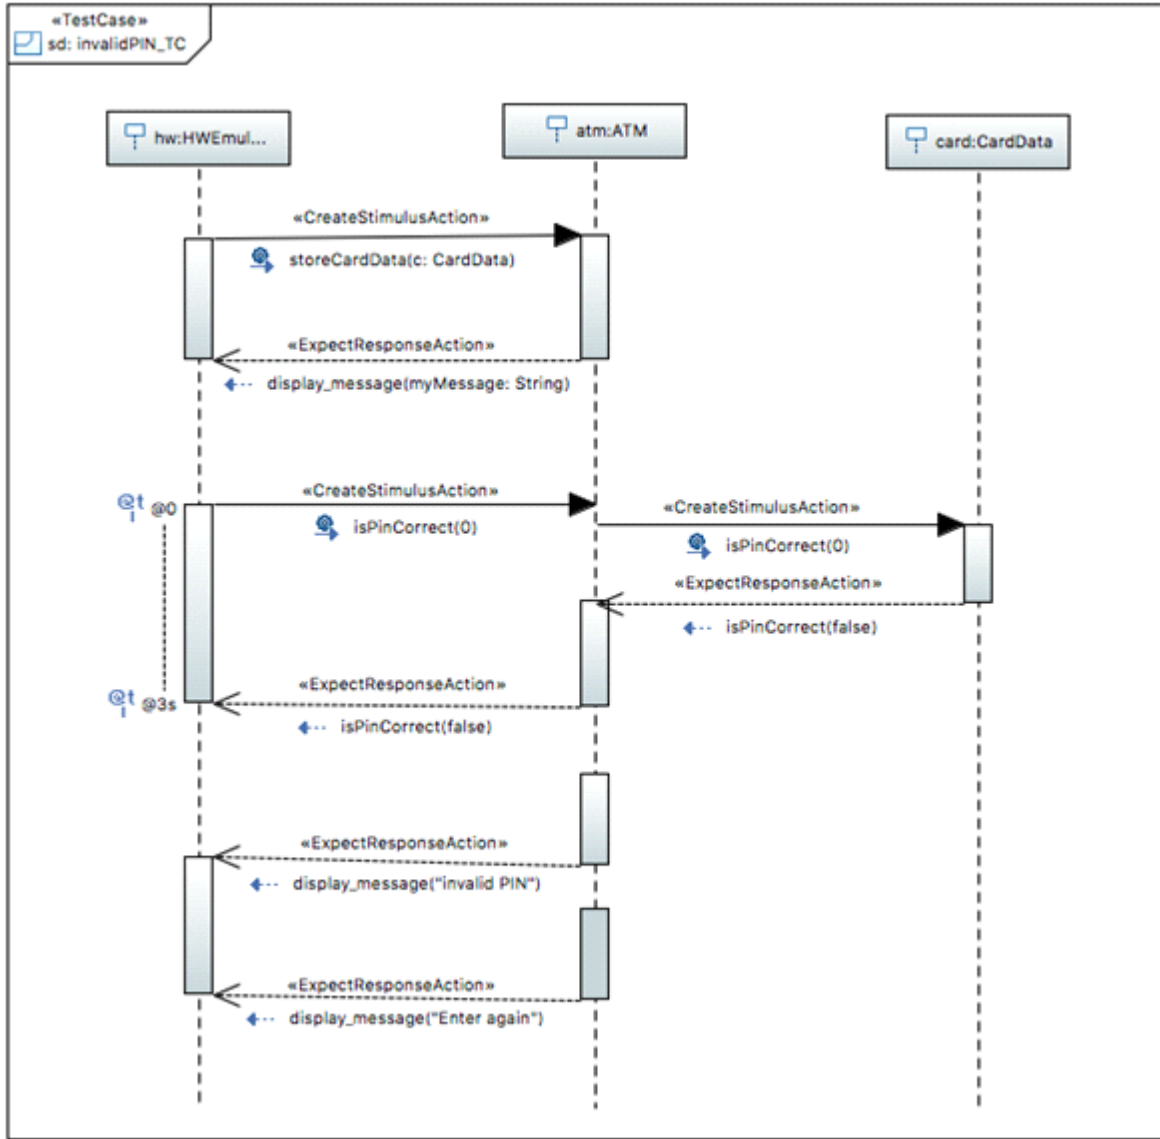 «TestCase»
sd: invalidPIN_TC
hw:HWEmul...
atm:ATM
card:CardData
«CreateStimulusAction»
storeCardData(c: CardData)
«ExpectResponseAction»
display_message(myMessage: String)
@t @0
«CreateStimulusAction»
isPinCorrect(0)
«CreateStimulusAction»
isPinCorrect(0)
«ExpectResponseAction»
isPinCorrect(false)
@t @3s
«ExpectResponseAction»
isPinCorrect(false)
«ExpectResponseAction»
display_message("invalid PIN")
«ExpectResponseAction»
display_message("Enter again")